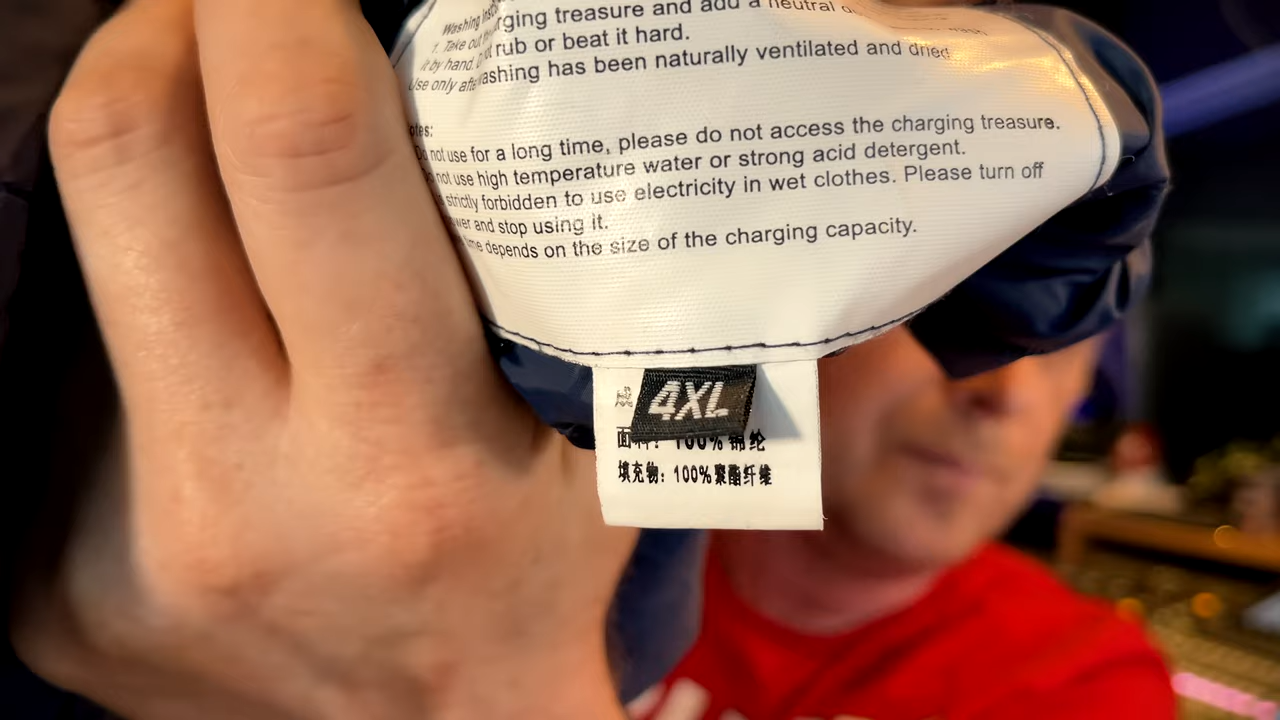 Washing
ging treasure and add a neutral
1. Take out
rub or beat it hard.
it by hand.
Use only after washing has been naturally ventilated and dried
otes:
Do not use for a long time, please do not access the charging treasure.
not use high temperature water or strong acid detergent.
strictly forbidden to use electricity in wet clothes. Please turn off
wer and stop using it.
depends on the size of the charging capacity.
4XL
面料: 100% 锦纶
填充物: 100%聚酯纤维